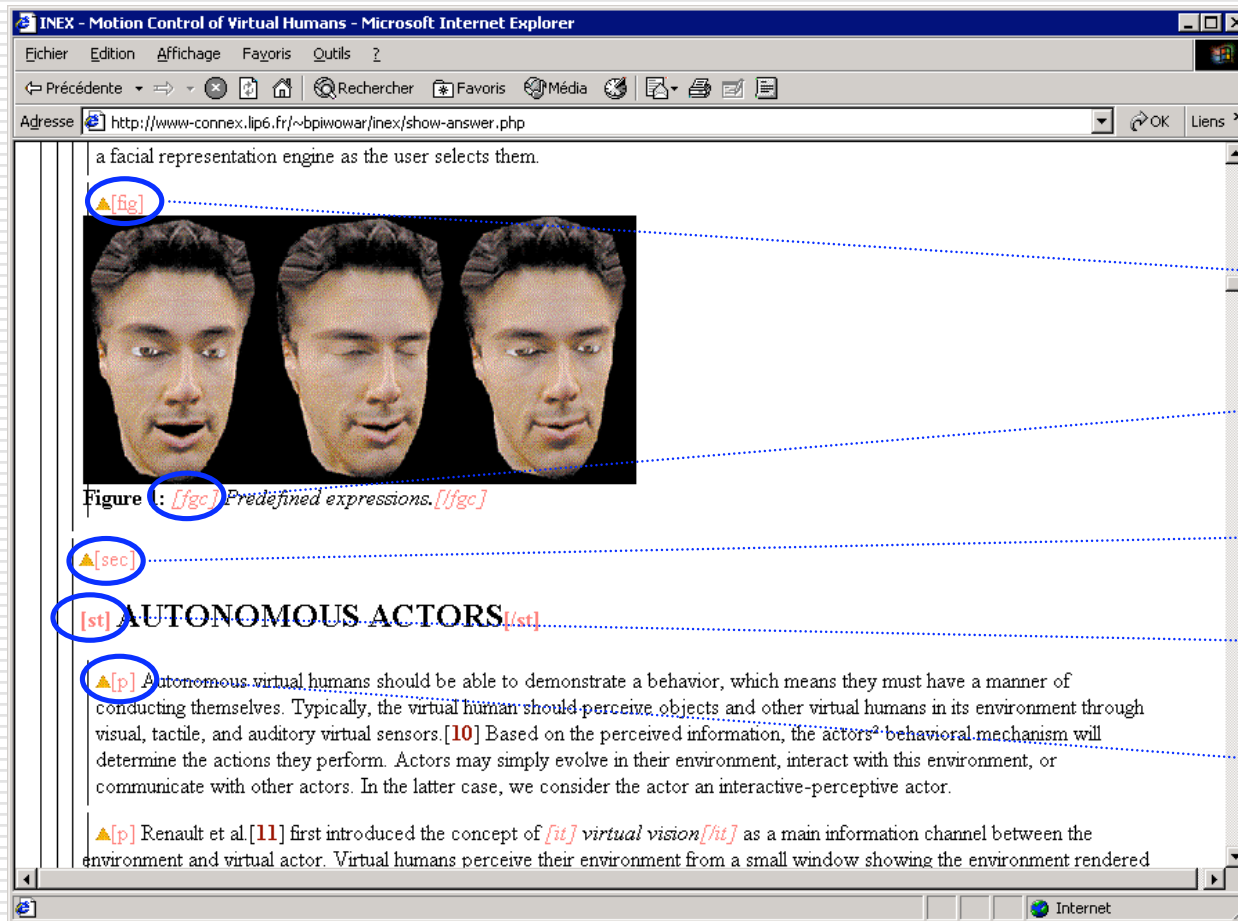 INEX - Motion Control of Virtual Humans - Microsoft Internet Explorer
Fichier Edition Affichage Favoris Outils ?
Précédente Rechercher Favoris Média
Adresse http://www-connex.lip6.fr/~bpiwowar/inex/show-answer.php OK Liens »
a facial representation engine as the user selects them.
[fig]
Figure 1: [fgc] Predefined expressions.[/fgc]
[sec]
[st] AUTONOMOUS ACTORS[/st]
[p] Autonomous virtual humans should be able to demonstrate a behavior, which means they must have a manner of
conducting themselves. Typically, the virtual human should perceive objects and other virtual humans in its environment through
visual, tactile, and auditory virtual sensors.[10] Based on the perceived information, the actors² behavioral mechanism will
determine the actions they perform. Actors may simply evolve in their environment, interact with this environment, or
communicate with other actors. In the latter case, we consider the actor an interactive-perceptive actor.
[p] Renault et al.[11] first introduced the concept of [it] virtual vision[/it] as a main information channel between the
environment and virtual actor. Virtual humans perceive their environment from a small window showing the environment rendered
Internet